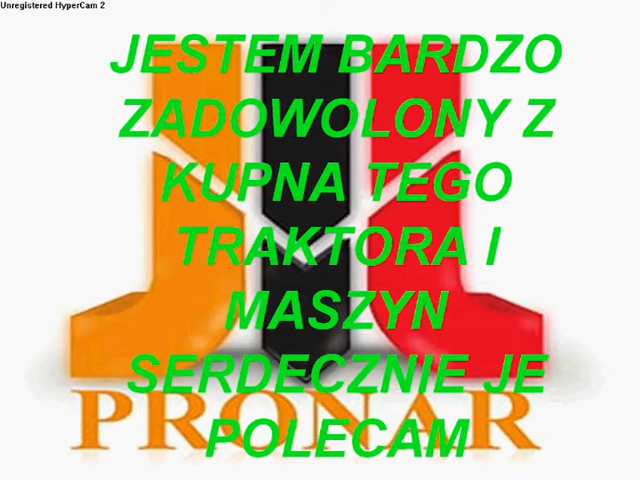 Unregistered HyperCam 2
JESTEM BARDZO
ZADOWOLONY Z
KUPNA TEGO
TRAKTORA I
MASZYN
SERDECZNIE JE
PRONAR
POLECAM